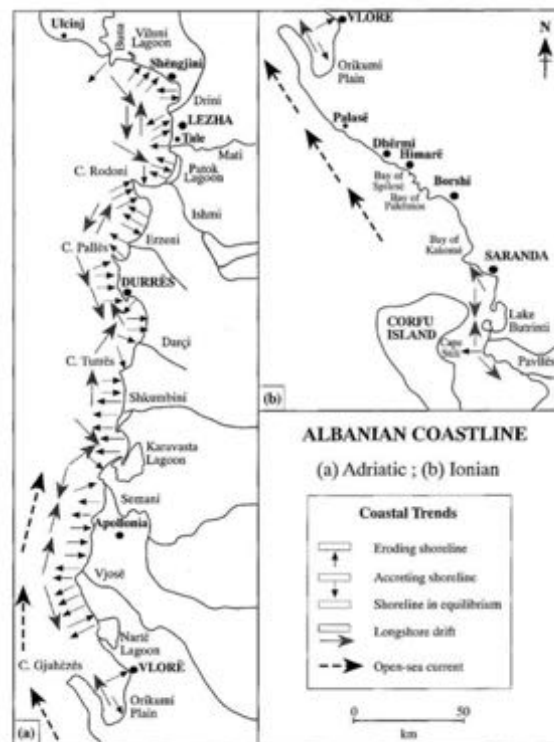 Ulcinj
Buna
Viluni
Lagoon
Shëngjini
Drini
LEZHA
Tale
Mati
Patok
Lagoon
C. Rodoni
Ishmi
C. Pallës
Erzeni
DURRËS
Darçi
C. Turrës
Shkumbini
Karavasta
Lagoon
Semani
Apollonia
Vjosë
Nartë
Lagoon
C. Gjuhëzës
VLORË
Orikumi
Plain
(a)
VLORE
Orikumi
Plain
N
Palasë
Dhërmi
Himarë
Bay of
Spilesë
Borshi
Bay of
Bay of
Kakomë
SARANDA
CORFU
ISLAND
Lake
Butrinti
Cape
Stili
Pavllës
(b)
ALBANIAN COASTLINE
(a) Adriatic ; (b) Ionian
Coastal Trends
Eroding shoreline
Accreting shoreline
Shoreline in equilibrium
Longshore drift
Open-sea current
0 50
km